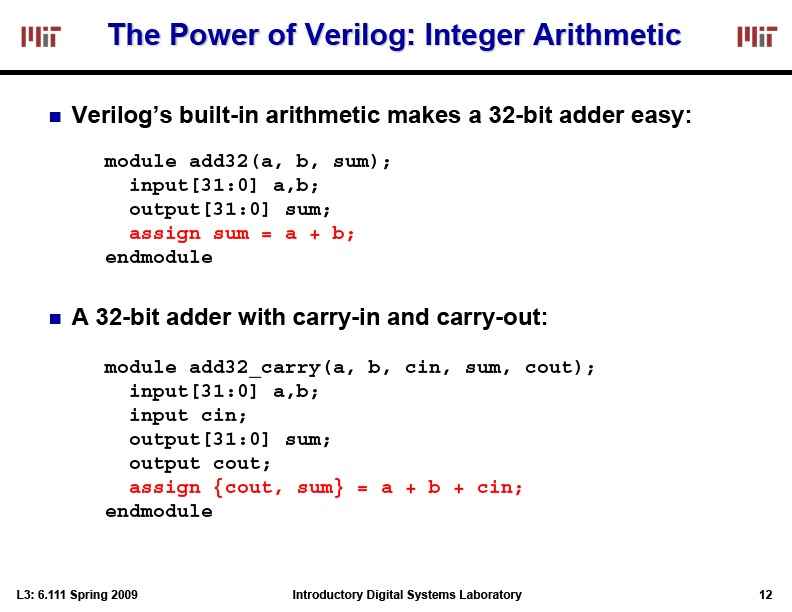 The Power of Verilog: Integer Arithmetic
Verilog’s built-in arithmetic makes a 32-bit adder easy:
module add32(a, b, sum);
input[31:0] a,b;
output[31:0] sum;
assign sum = a + b;
endmodule
A 32-bit adder with carry-in and carry-out:
module add32_carry(a, b, cin, sum, cout);
input[31:0] a,b;
input cin;
output[31:0] sum;
output cout;
assign {cout, sum} = a + b + cin;
endmodule
L3: 6.111 Spring 2009 Introductory Digital Systems Laboratory 12